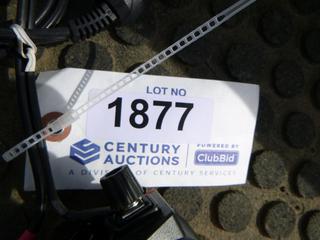 LOT NO
1877
CENTURY AUCTIONS
POWERED BY
ClubBid
A DIVISION OF CENTURY SERVICES